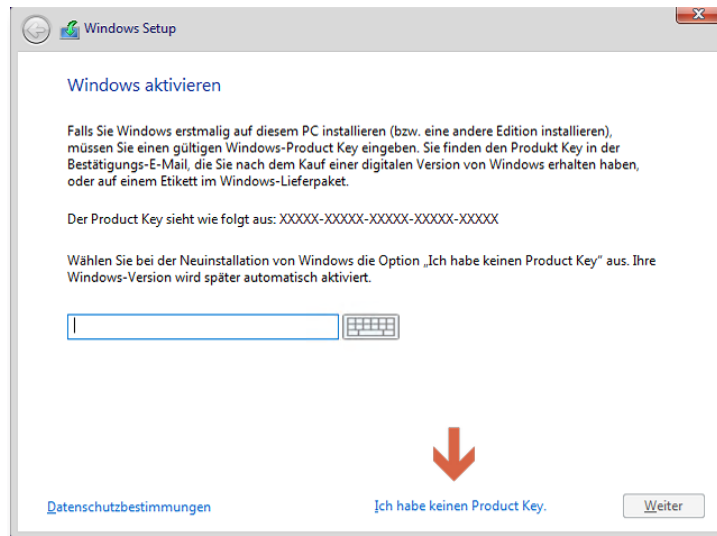 Windows Setup
Windows aktivieren
Falls Sie Windows erstmalig auf diesem PC installieren (bzw. eine andere Edition installieren),
müssen Sie einen gültigen Windows-Product Key eingeben. Sie finden den Produkt Key in der
Bestätigungs-E-Mail, die Sie nach dem Kauf einer digitalen Version von Windows erhalten haben,
oder auf einem Etikett im Windows-Lieferpaket.
Der Product Key sieht wie folgt aus: XXXXX-XXXXX-XXXXX-XXXXX-XXXXX
Wählen Sie bei der Neuinstallation von Windows die Option „Ich habe keinen Product Key“ aus. Ihre
Windows-Version wird später automatisch aktiviert.
Datenschutzbestimmungen
Ich habe keinen Product Key.
Weiter